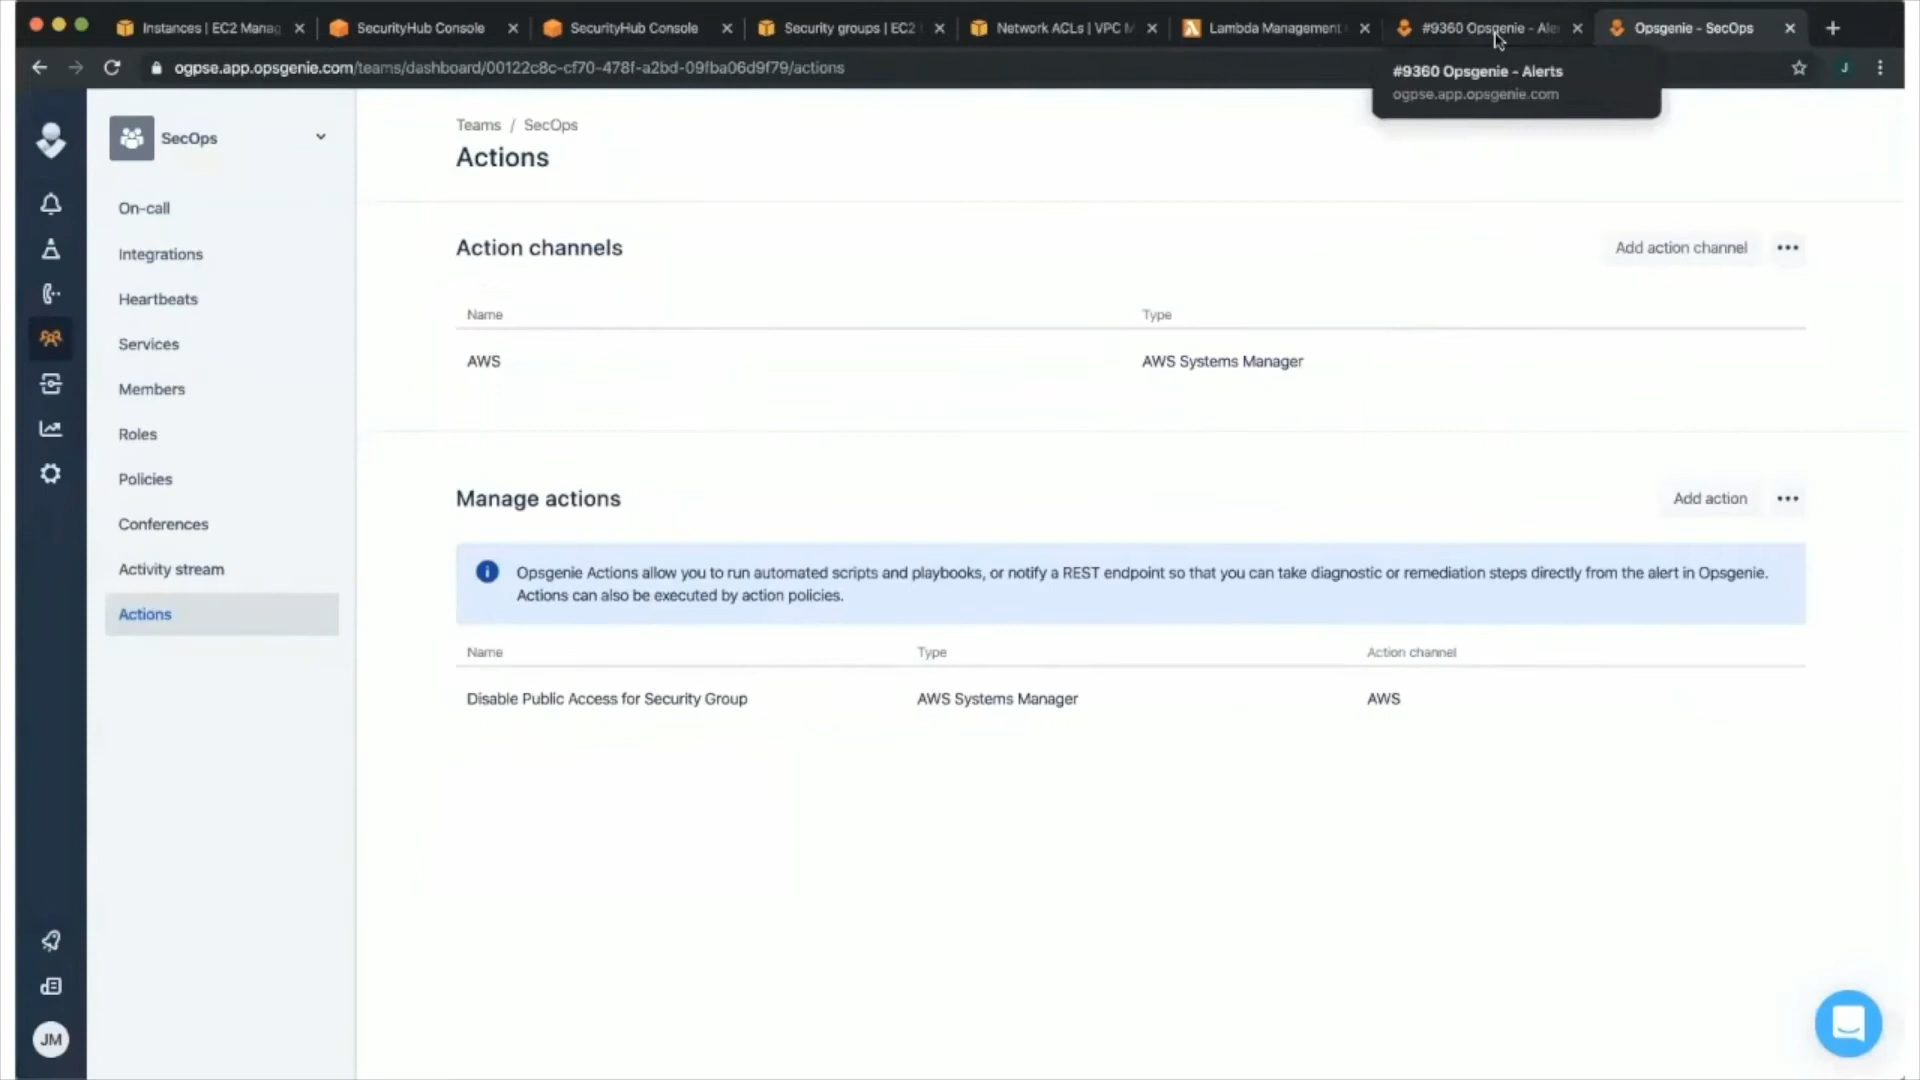 Instances | EC2 Manag
SecurityHub Console
SecurityHub Console
Security groups | EC2
Network ACLs | VPC M
Lambda Management
#9360 Opsgenie - Ale
Opsgenie - SecOps
ogpse.app.opsgenie.com/teams/dashboard/00122c8c-cf70-478f-a2bd-09fba06d9f79/actions
J
#9360 Opsgenie - Alerts
ogpse.app.opsgenie.com
SecOps
On-call
Integrations
Heartbeats
Services
Members
Roles
Policies
Conferences
Activity stream
Actions
JM
Teams / SecOps
Actions
Action channels
Add action channel
Name Type
AWS AWS Systems Manager
Manage actions
Add action
Opsgenie Actions allow you to run automated scripts and playbooks, or notify a REST endpoint so that you can take diagnostic or remediation steps directly from the alert in Opsgenie.
Actions can also be executed by action policies.
Name Type Action channel
Disable Public Access for Security Group AWS Systems Manager AWS